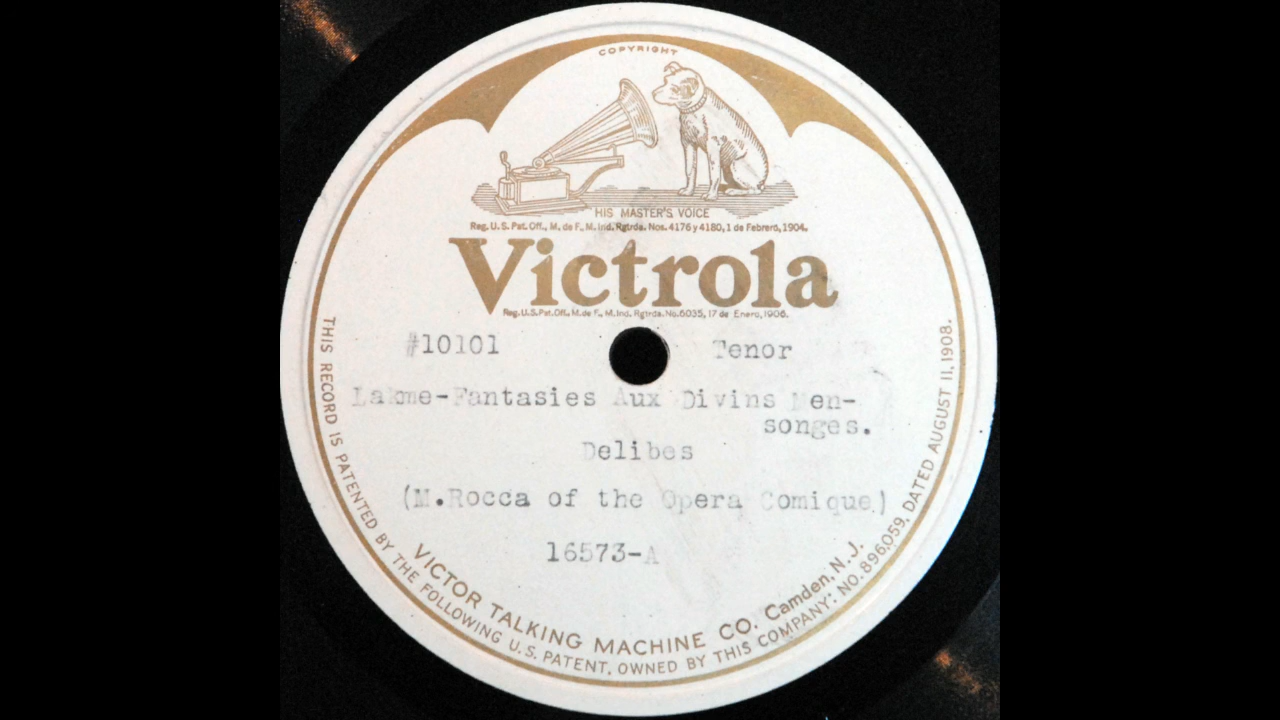 COPYRIGHT
HIS MASTER'S VOICE
Reg. U.S. Pat. Off., M. de F., M. Ind. Rgtrda. Nos. 4176 y 4180, 1 de Febrero, 1904.
Victrola
Reg. U.S. Pat. Off., M. de F., M. Ind. Rgtrda. No. 6035, 17 de Enero, 1906.
#10101 Tenor
Lakme-Fantasies Aux Divins Men-
songes.
Delibes
(M.Rocca of the Opera Comique)
16573-A
VICTOR TALKING MACHINE CO. Camden, N.J.
THIS RECORD IS PATENTED BY THE FOLLOWING U.S. PATENT, OWNED BY THIS COMPANY: NO. 896,059, DATED AUGUST 11, 1908.